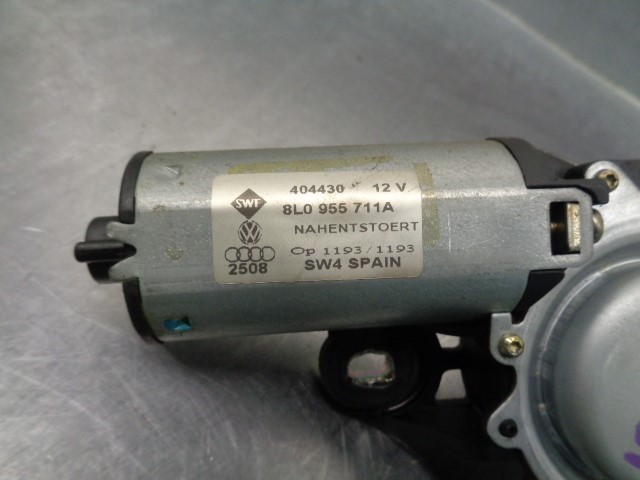 404430 12 V
SWF
8L0 955 711A
NAHENTSTOERT
Op 1193/1193
2508
SW4 SPAIN